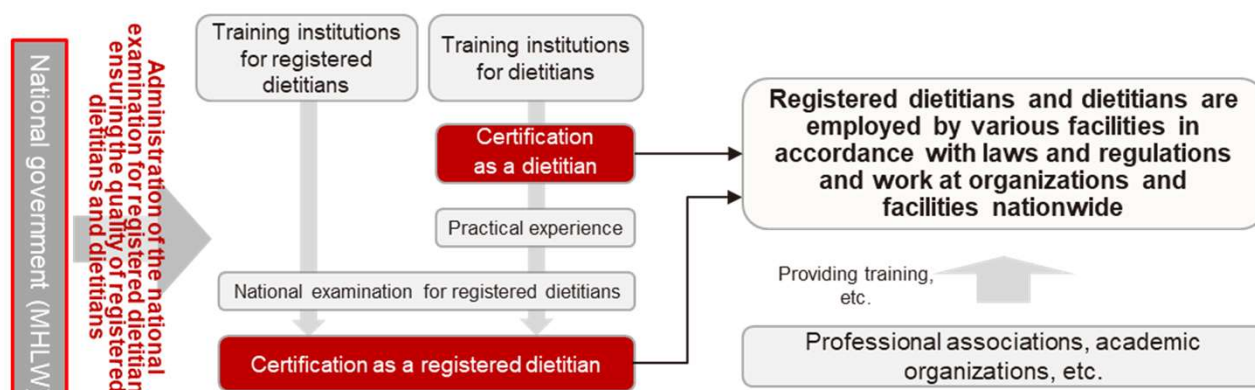 National government (MHLW)
Administration of the national
examination for registered dietitian
ensuring the quality of registered
dietitians and dietitians
Training institutions
for registered
dietitians
Training institutions
for dietitians
Certification
as a dietitian
Practical experience
National examination for registered dietitians
Certification as a registered dietitian
Registered dietitians and dietitians are
employed by various facilities in
accordance with laws and regulations
and work at organizations and
facilities nationwide
Providing training,
etc.
Professional associations, academic
organizations, etc.